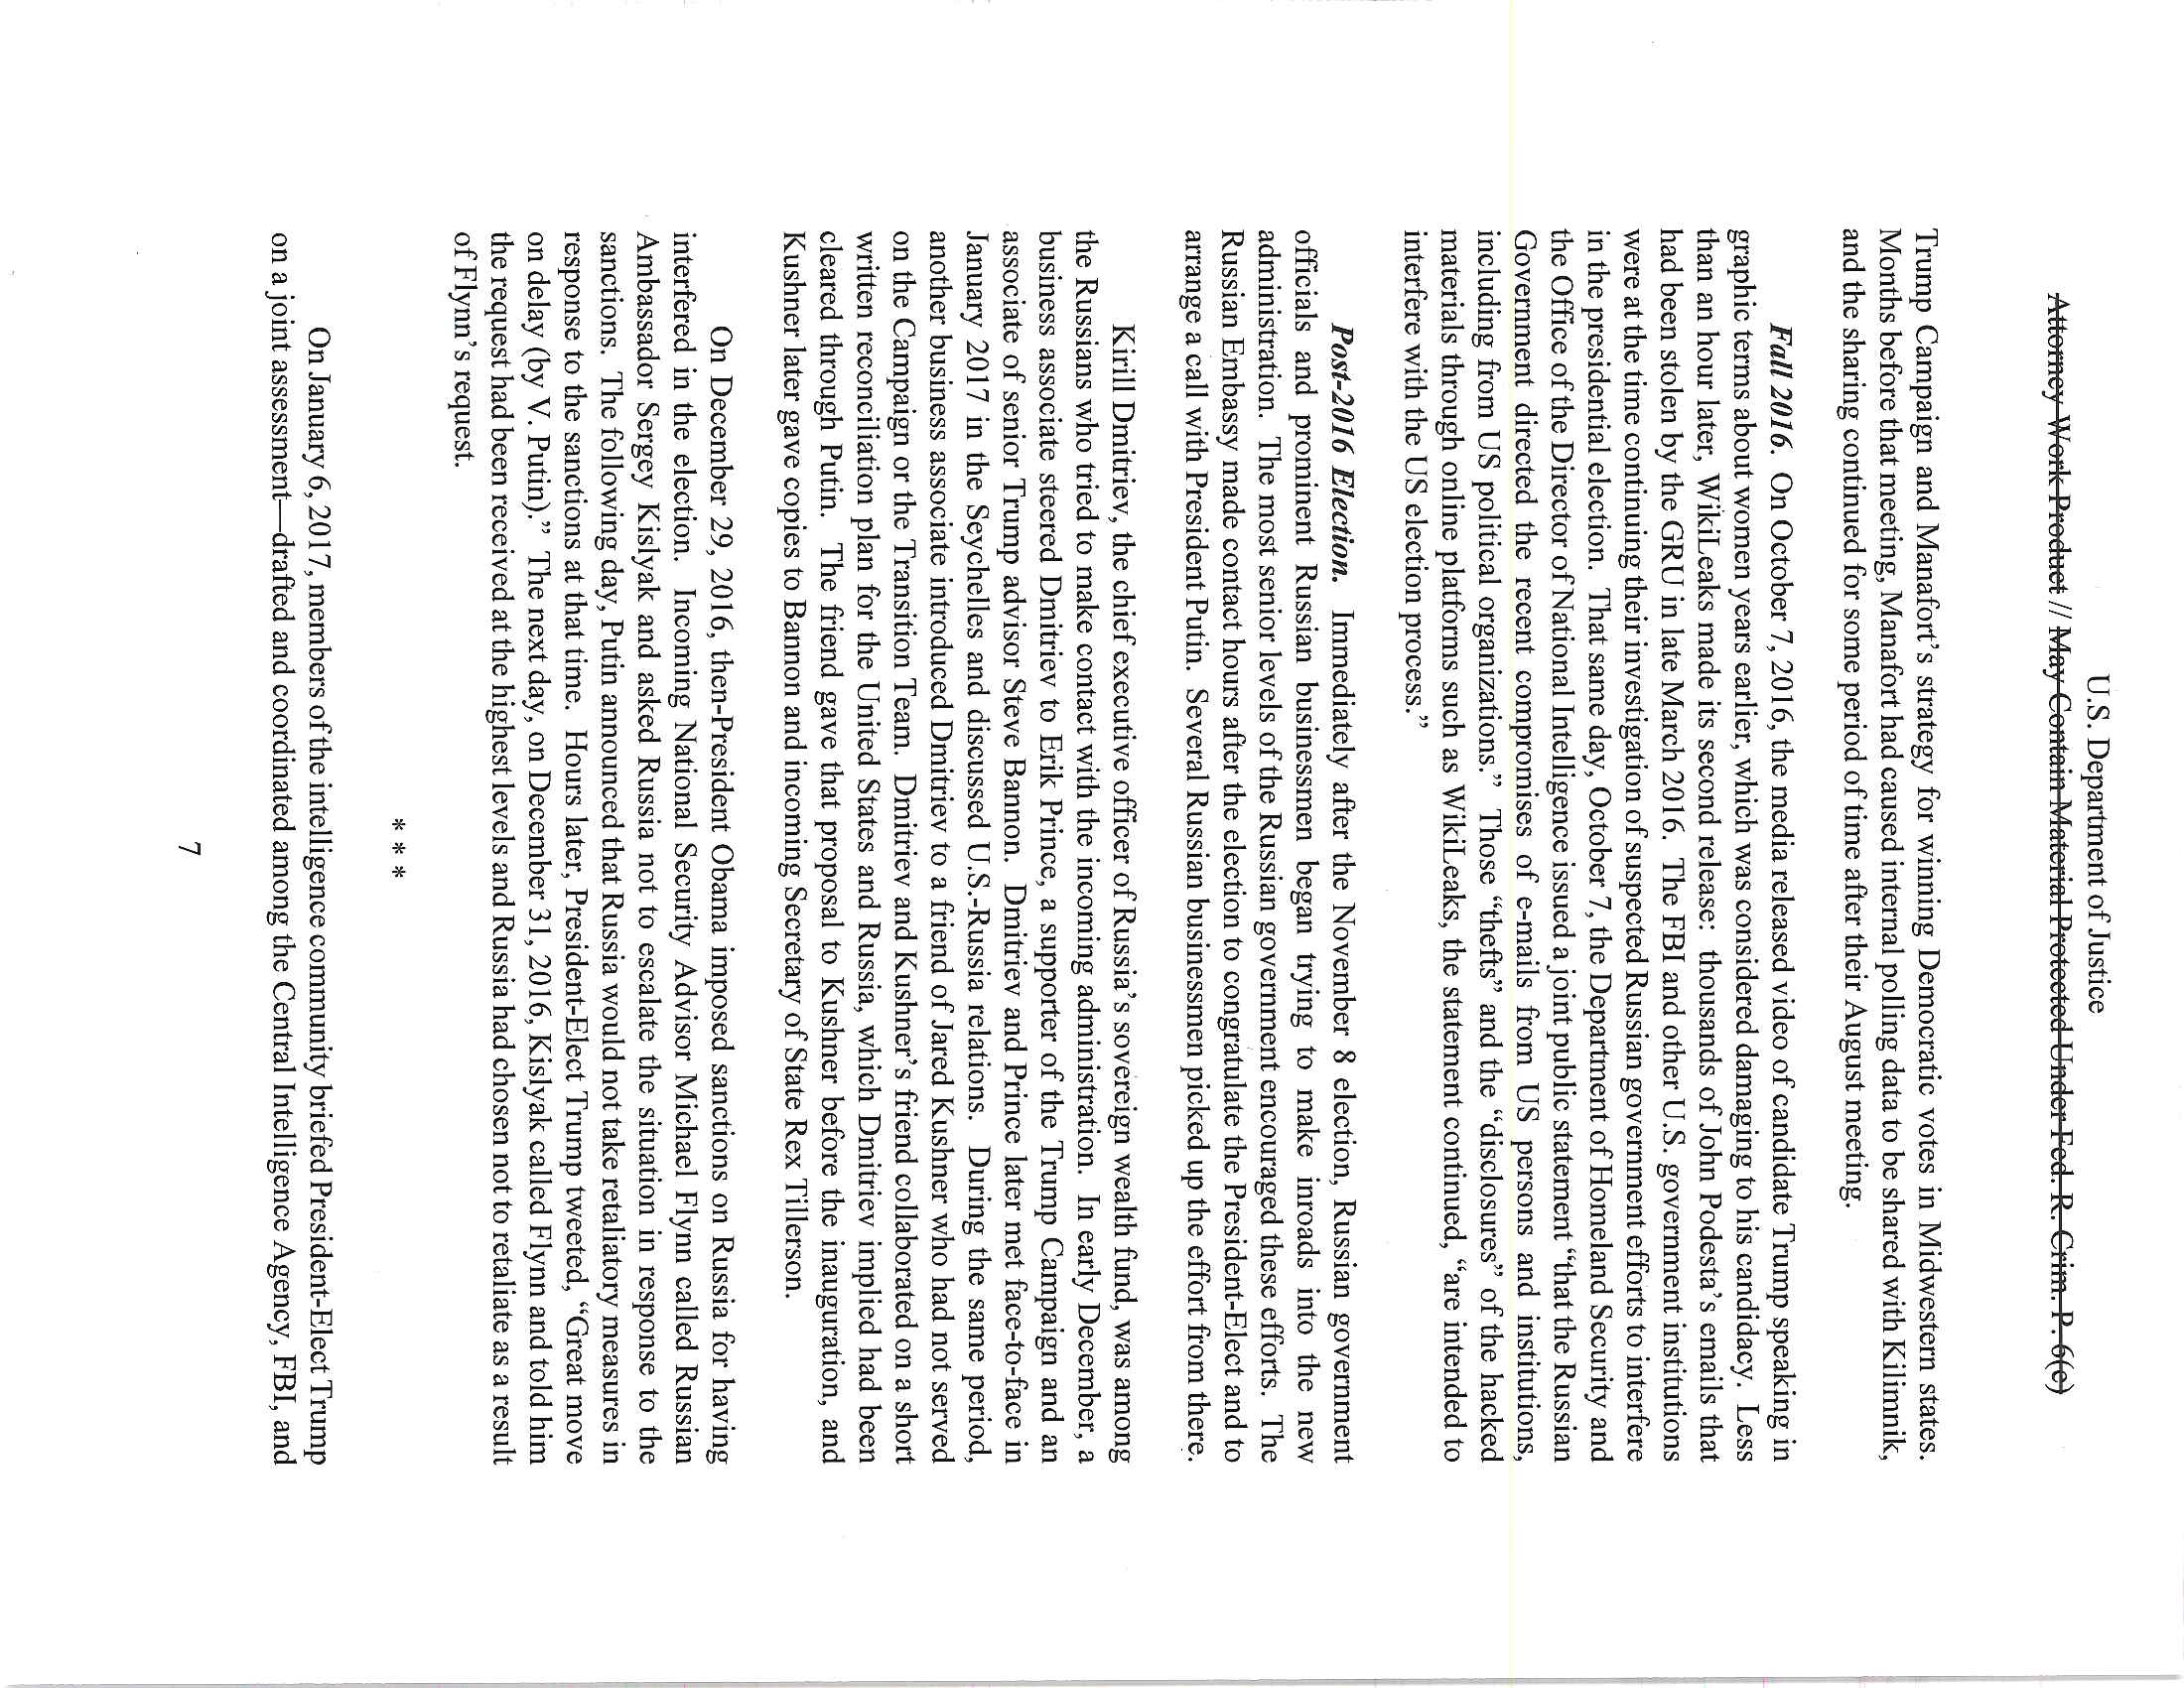 U.S. Department of Justice
Attorney Work Product // May Contain Material Protected Under Fed. R. Crim. P. 6(e)
Trump Campaign and Manafort’s strategy for winning Democratic votes in Midwestern states.
Months before that meeting, Manafort had caused internal polling data to be shared with Kilimnik,
and the sharing continued for some period of time after their August meeting.
Fall 2016. On October 7, 2016, the media released video of candidate Trump speaking in
graphic terms about women years earlier, which was considered damaging to his candidacy. Less
than an hour later, WikiLeaks made its second release: thousands of John Podesta’s emails that
had been stolen by the GRU in late March 2016. The FBI and other U.S. government institutions
were at the time continuing their investigation of suspected Russian government efforts to interfere
in the presidential election. That same day, October 7, the Department of Homeland Security and
the Office of the Director of National Intelligence issued a joint public statement “that the Russian
Government directed the recent compromises of e-mails from US persons and institutions,
including from US political organizations.” Those “thefts” and the “disclosures” of the hacked
materials through online platforms such as WikiLeaks, the statement continued, “are intended to
interfere with the US election process.”
Post-2016 Election. Immediately after the November 8 election, Russian government
officials and prominent Russian businessmen began trying to make inroads into the new
administration. The most senior levels of the Russian government encouraged these efforts. The
Russian Embassy made contact hours after the election to congratulate the President-Elect and to
arrange a call with President Putin. Several Russian businessmen picked up the effort from there.
Kirill Dmitriev, the chief executive officer of Russia’s sovereign wealth fund, was among
the Russians who tried to make contact with the incoming administration. In early December, a
business associate steered Dmitriev to Erik Prince, a supporter of the Trump Campaign and an
associate of senior Trump advisor Steve Bannon. Dmitriev and Prince later met face-to-face in
January 2017 in the Seychelles and discussed U.S.-Russia relations. During the same period,
another business associate introduced Dmitriev to a friend of Jared Kushner who had not served
on the Campaign or the Transition Team. Dmitriev and Kushner’s friend collaborated on a short
written reconciliation plan for the United States and Russia, which Dmitriev implied had been
cleared through Putin. The friend gave that proposal to Kushner before the inauguration, and
Kushner later gave copies to Bannon and incoming Secretary of State Rex Tillerson.
On December 29, 2016, then-President Obama imposed sanctions on Russia for having
interfered in the election. Incoming National Security Advisor Michael Flynn called Russian
Ambassador Sergey Kislyak and asked Russia not to escalate the situation in response to the
sanctions. The following day, Putin announced that Russia would not take retaliatory measures in
response to the sanctions at that time. Hours later, President-Elect Trump tweeted, “Great move
on delay (by V. Putin).” The next day, on December 31, 2016, Kislyak called Flynn and told him
the request had been received at the highest levels and Russia had chosen not to retaliate as a result
of Flynn’s request.
* * *
On January 6, 2017, members of the intelligence community briefed President-Elect Trump
on a joint assessment—drafted and coordinated among the Central Intelligence Agency, FBI, and
7